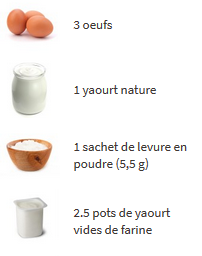 3 oeufs
1 yaourt nature
1 sachet de levure en
poudre (5,5 g)
2.5 pots de yaourt
vides de farine